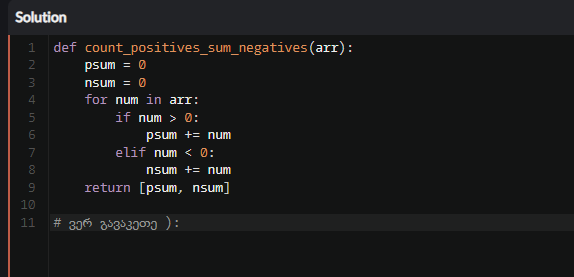 Solution
1 def count_positives_sum_negatives(arr):
2     psum = 0
3     nsum = 0
4     for num in arr:
5         if num > 0:
6             psum += num
7         elif num < 0:
8             nsum += num
9     return [psum, nsum]
10
11 # ვერ გავაკეთე ):